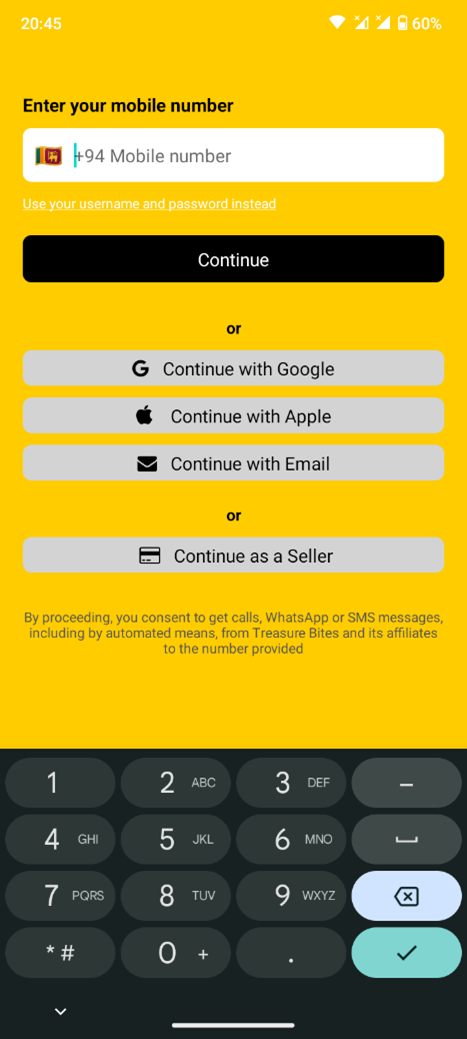 20:45 60%
Enter your mobile number
+94 Mobile number
Use your username and password instead
Continue
or
Continue with Google
Continue with Apple
Continue with Email
or
Continue as a Seller
By proceeding, you consent to get calls, WhatsApp or SMS messages,
including by automated means, from Treasure Bites and its affiliates
to the number provided
1 2 ABC 3 DEF –
4 GHI 5 JKL 6 MNO
7 PQRS 8 TUV 9 WXYZ
* # 0 + .